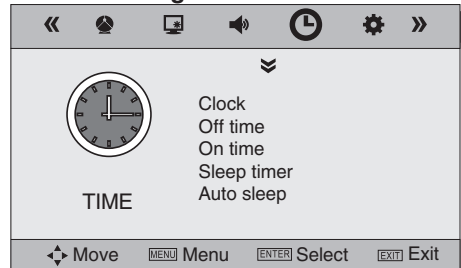 Clock
Off time
On time
Sleep timer
Auto sleep
TIME
Move MENU Menu ENTER Select EXIT Exit